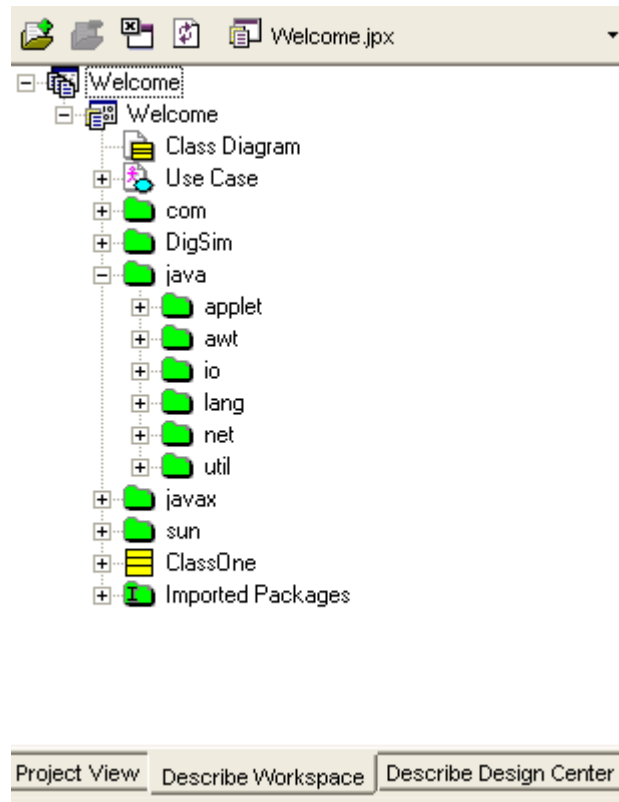 Welcome.jpx
Welcome
Welcome
Class Diagram
Use Case
com
DigSim
java
applet
awt
io
lang
net
util
javax
sun
ClassOne
Imported Packages
Project View Describe Workspace Describe Design Center